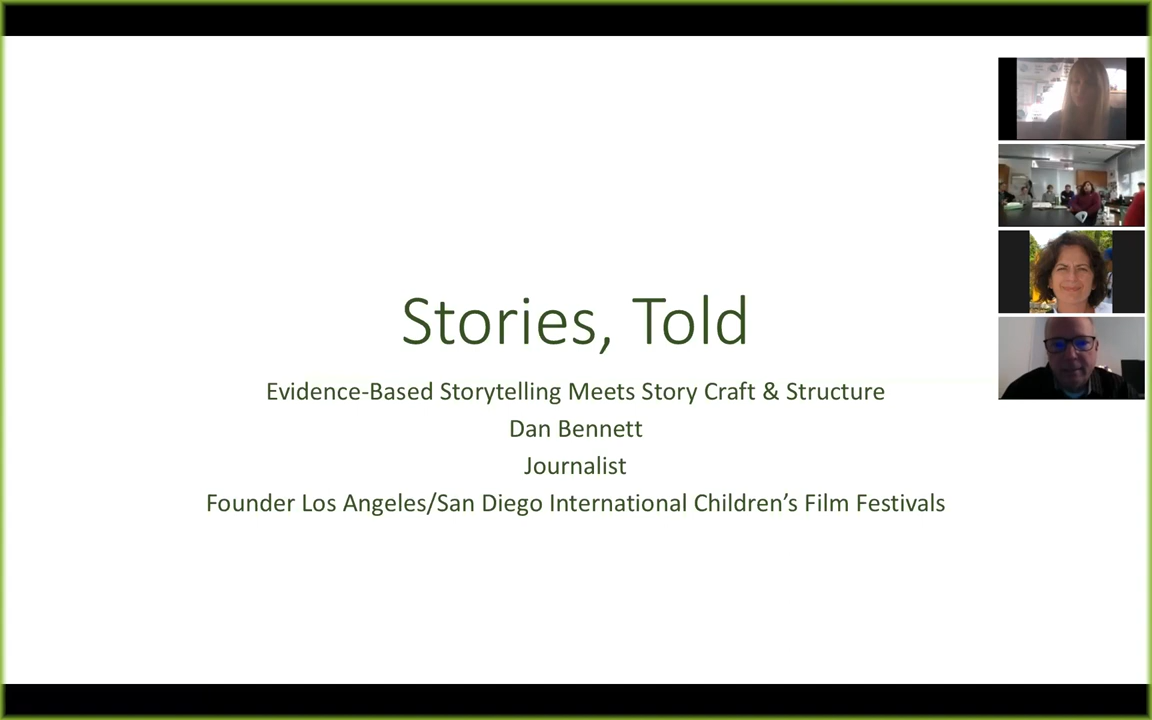 Stories, Told
Evidence-Based Storytelling Meets Story Craft & Structure
Dan Bennett
Journalist
Founder Los Angeles/San Diego International Children’s Film Festivals